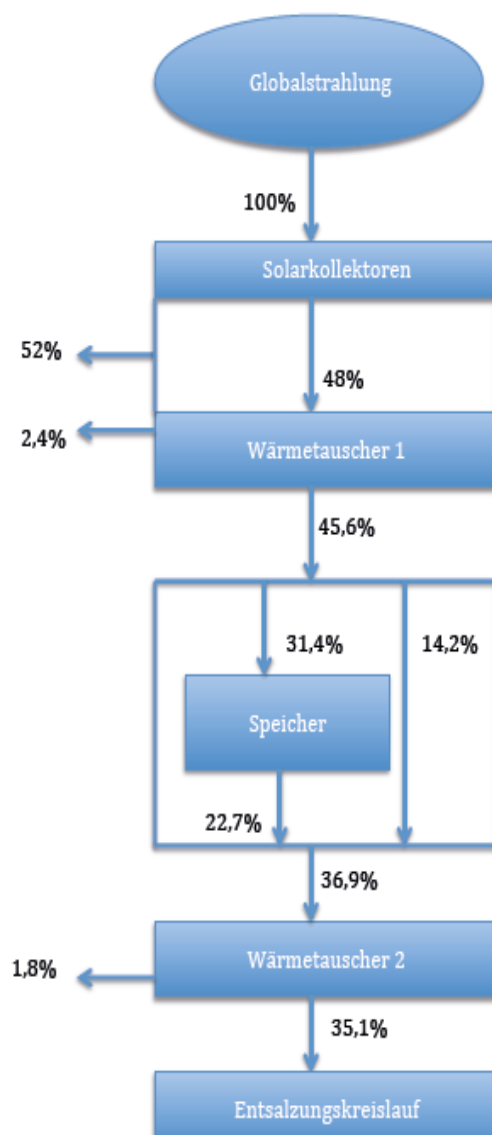 Globalstrahlung
100%
Solarkollektoren
52%
48%
2,4%
Wärmetauscher 1
45,6%
31,4%
14,2%
Speicher
22,7%
36,9%
Wärmetauscher 2
1,8%
35,1%
Entsalzungskreislauf